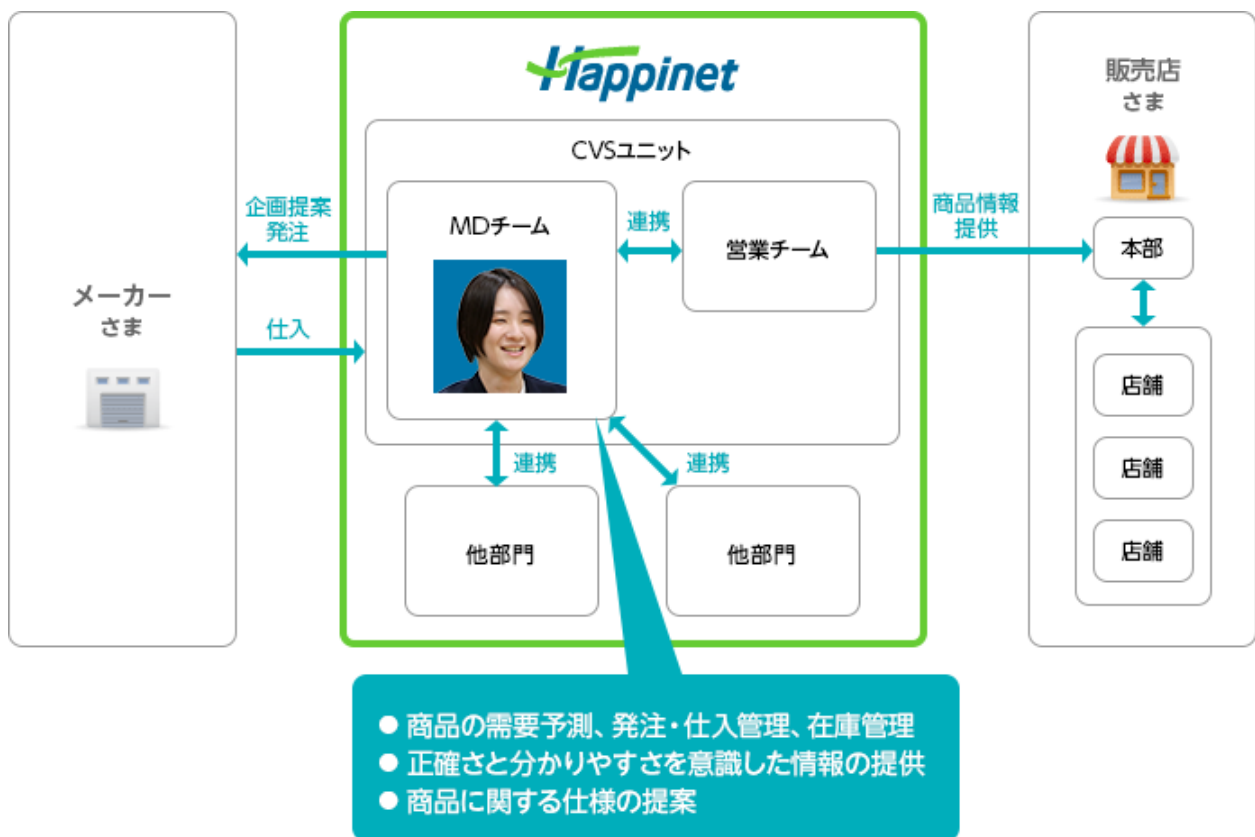 Happinet
CVSユニット
メーカー
さま
企画提案
発注
仕入
MDチーム
連携
営業チーム
商品情報
提供
販売店
さま
本部
店舗
店舗
店舗
連携
連携
他部門
他部門
● 商品の需要予測、発注・仕入管理、在庫管理
● 正確さと分かりやすさを意識した情報の提供
● 商品に関する仕様の提案